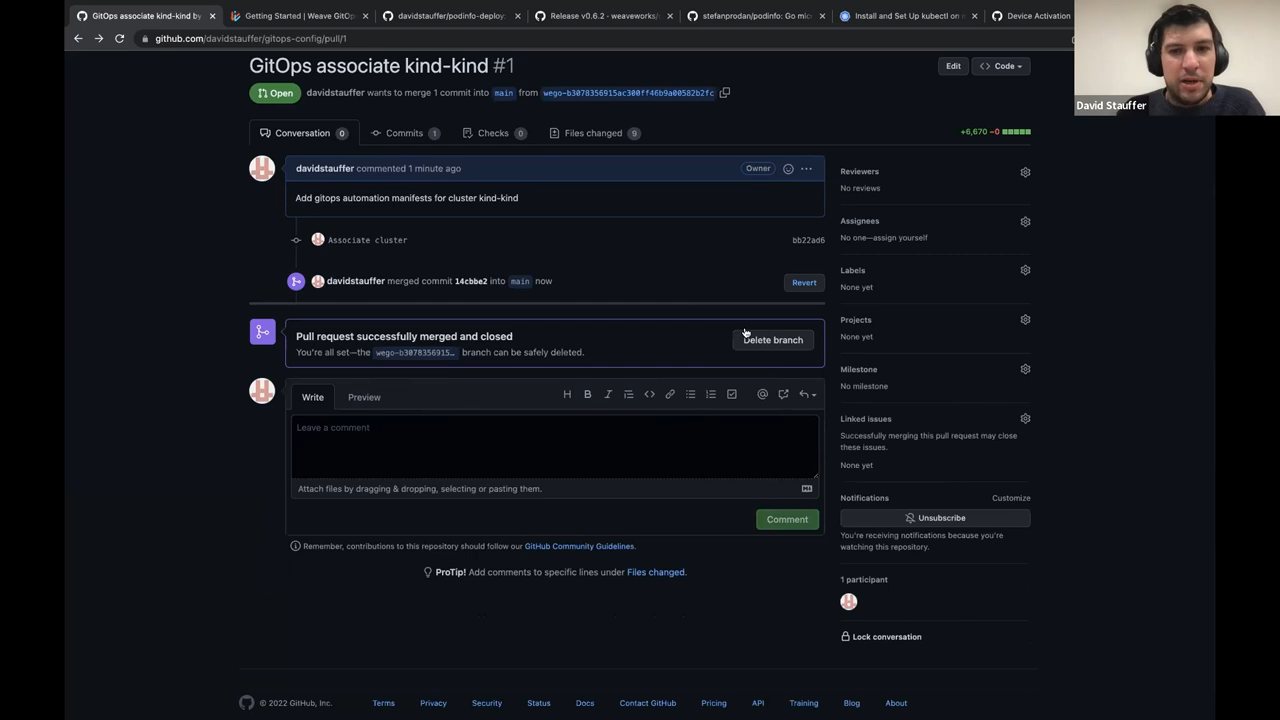 GitOps associate kind-kind by
Getting Started | Weave GitOp
davidstauffer/podinfo-deploy:
Release v0.6.2 · weaveworks/
stefanprodan/podinfo: Go mic
Install and Set Up kubectl on m
Device Activation
github.com/davidstauffer/gitops-config/pull/1
GitOps associate kind-kind #1
Edit
Code
Open
davidstauffer wants to merge 1 commit into main from wego-b3078356915ac300ff46b9a00582b2fc
Conversation 0
Commits 1
Checks 0
Files changed 9
+6,670 −0
davidstauffer commented 1 minute ago
Owner
Add gitops automation manifests for cluster kind-kind
Associate cluster
bb22ad6
davidstauffer merged commit 14cbbe2 into main now
Revert
Pull request successfully merged and closed
You're all set—the wego-b3078356915… branch can be safely deleted.
Delete branch
Write
Preview
Leave a comment
Attach files by dragging & dropping, selecting or pasting them.
Comment
Remember, contributions to this repository should follow our GitHub Community Guidelines.
ProTip! Add comments to specific lines under Files changed.
Reviewers
No reviews
Assignees
No one—assign yourself
Labels
None yet
Projects
None yet
Milestone
No milestone
Linked issues
Successfully merging this pull request may close
these issues.
None yet
Notifications
Customize
Unsubscribe
You're receiving notifications because you're
watching this repository.
1 participant
Lock conversation
© 2022 GitHub, Inc.
Terms
Privacy
Security
Status
Docs
Contact GitHub
Pricing
API
Training
Blog
About
David Stauffer